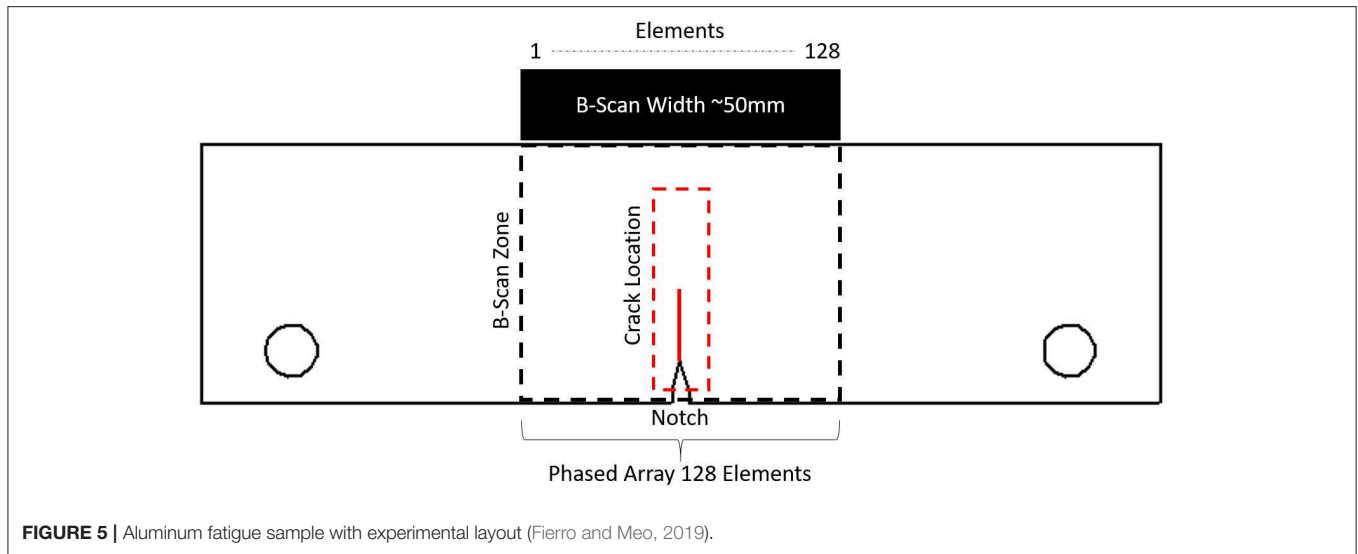 Elements
1 128
B-Scan Width ~50mm
B-Scan Zone
Crack Location
Notch
Phased Array 128 Elements
FIGURE 5 | Aluminum fatigue sample with experimental layout (Fierro and Meo, 2019).